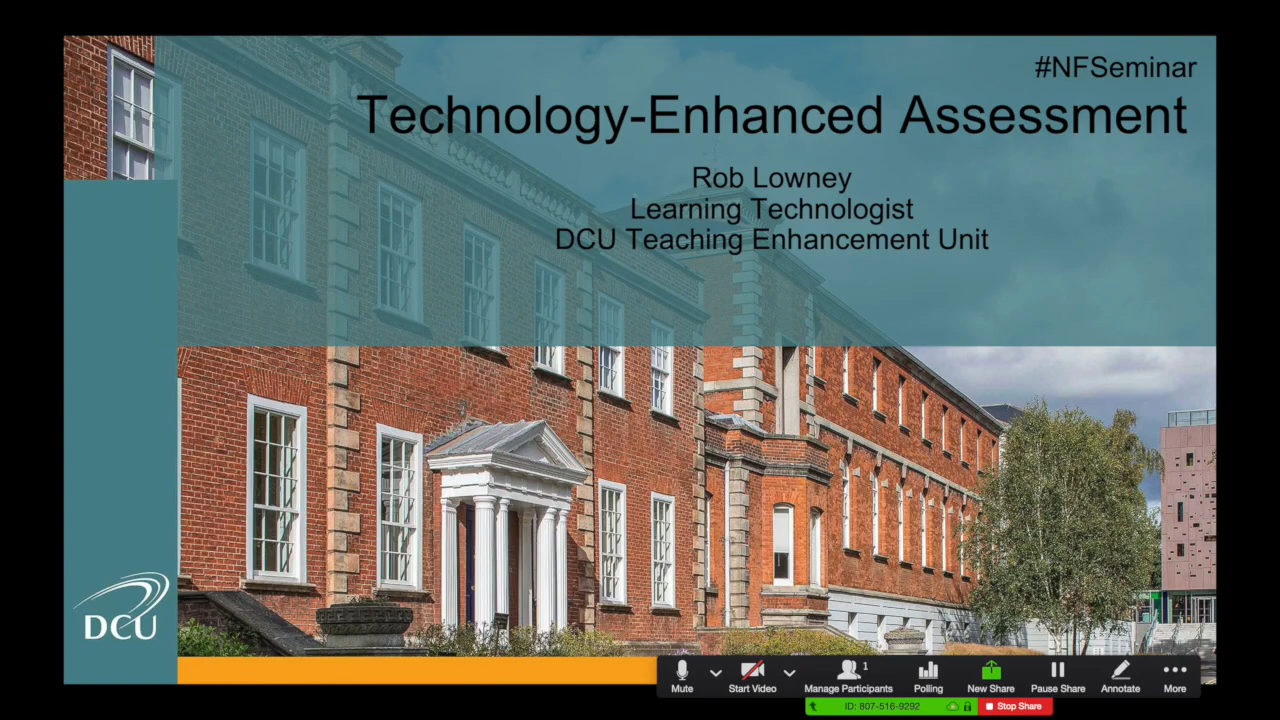 #NFSeminar
Technology-Enhanced Assessment
Rob Lowney
Learning Technologist
DCU Teaching Enhancement Unit
DCU
1
Mute
Start Video
Manage Participants
Polling
New Share
Pause Share
Annotate
More
ID: 807-516-9292
Stop Share